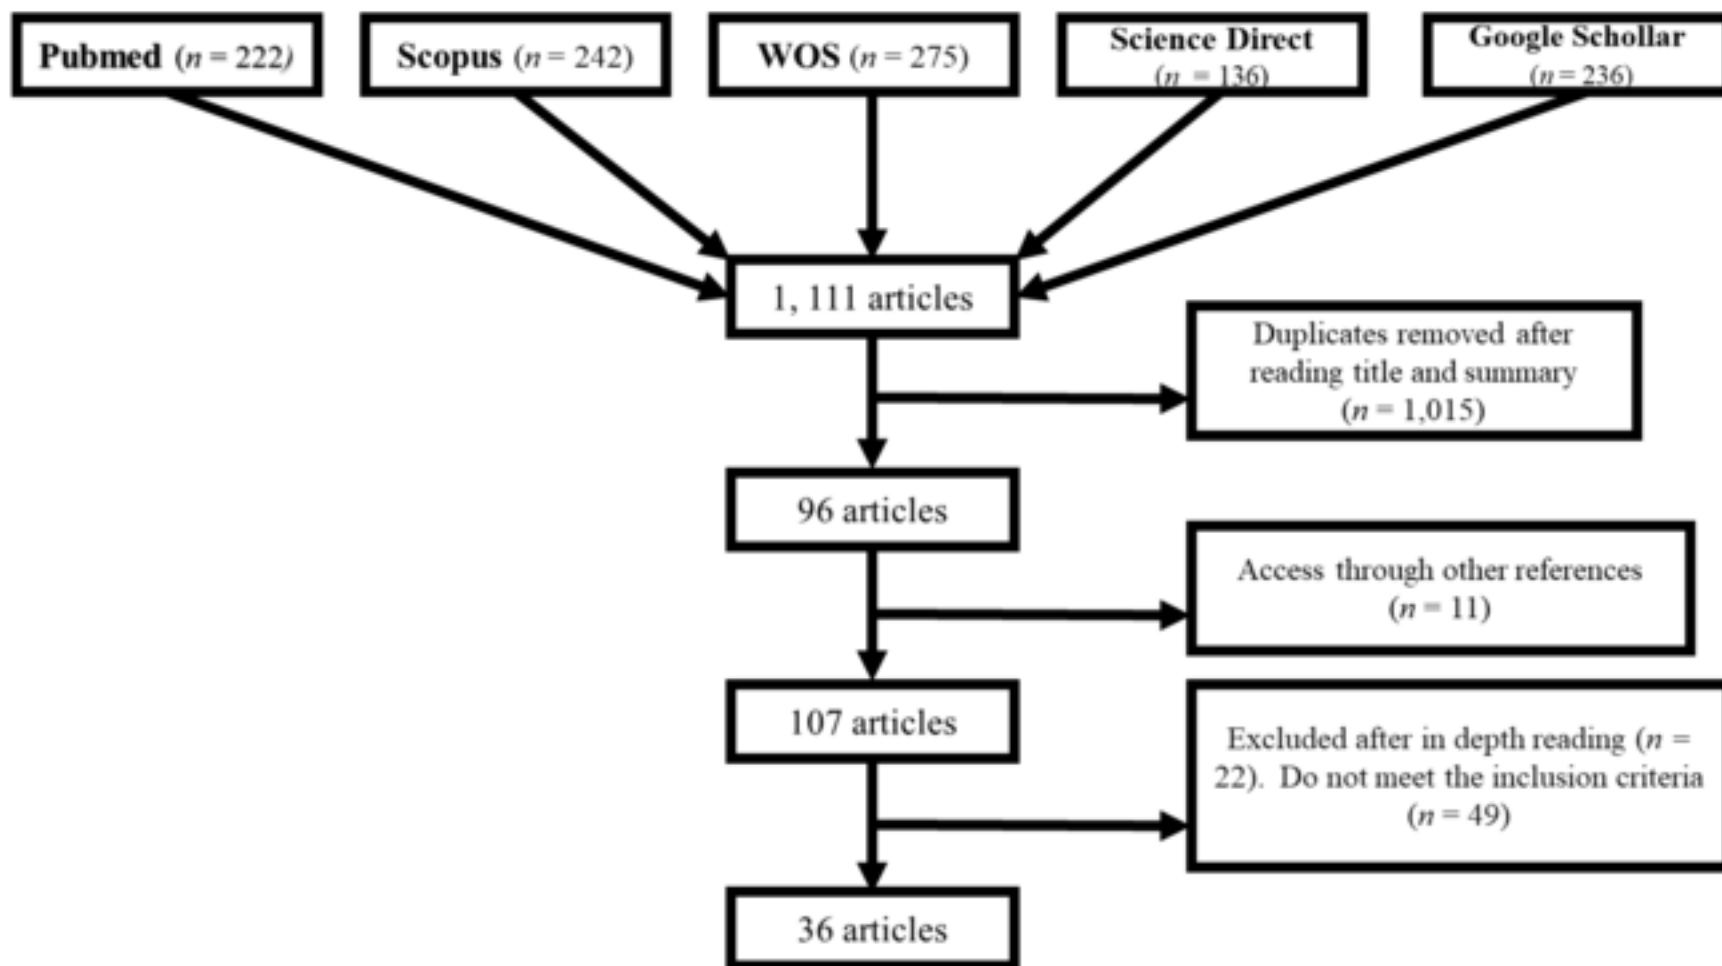 Pubmed (n = 222)
Scopus (n = 242)
WOS (n = 275)
Science Direct
(n = 136)
Google Schollar
(n = 236)
1, 111 articles
Duplicates removed after
reading title and summary
(n = 1,015)
96 articles
Access through other references
(n = 11)
107 articles
Excluded after in depth reading (n =
22). Do not meet the inclusion criteria
(n = 49)
36 articles